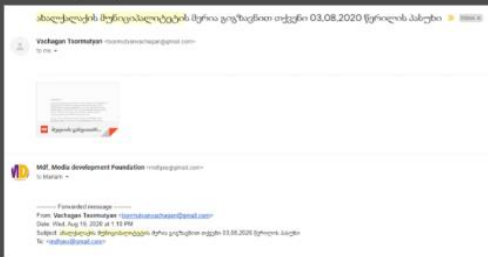 ახალქალაქის მუნიციპალიტეტის მერია გიგზავნით თქვენი 03,08,2020 წერილის პასუხი Inbox x
Vachagan Tsormutyan
to me
Mdf, Media development Foundation
to Mariam
---------- Forwarded message ---------
From: Vachagan Tsormutyan
Date: Wed, Aug 19, 2020 at 1:10 PM
Subject: ახალქალაქის მუნიციპალიტეტის მერია გიგზავნით თქვენი 03,08,2020 წერილის პასუხი
To: